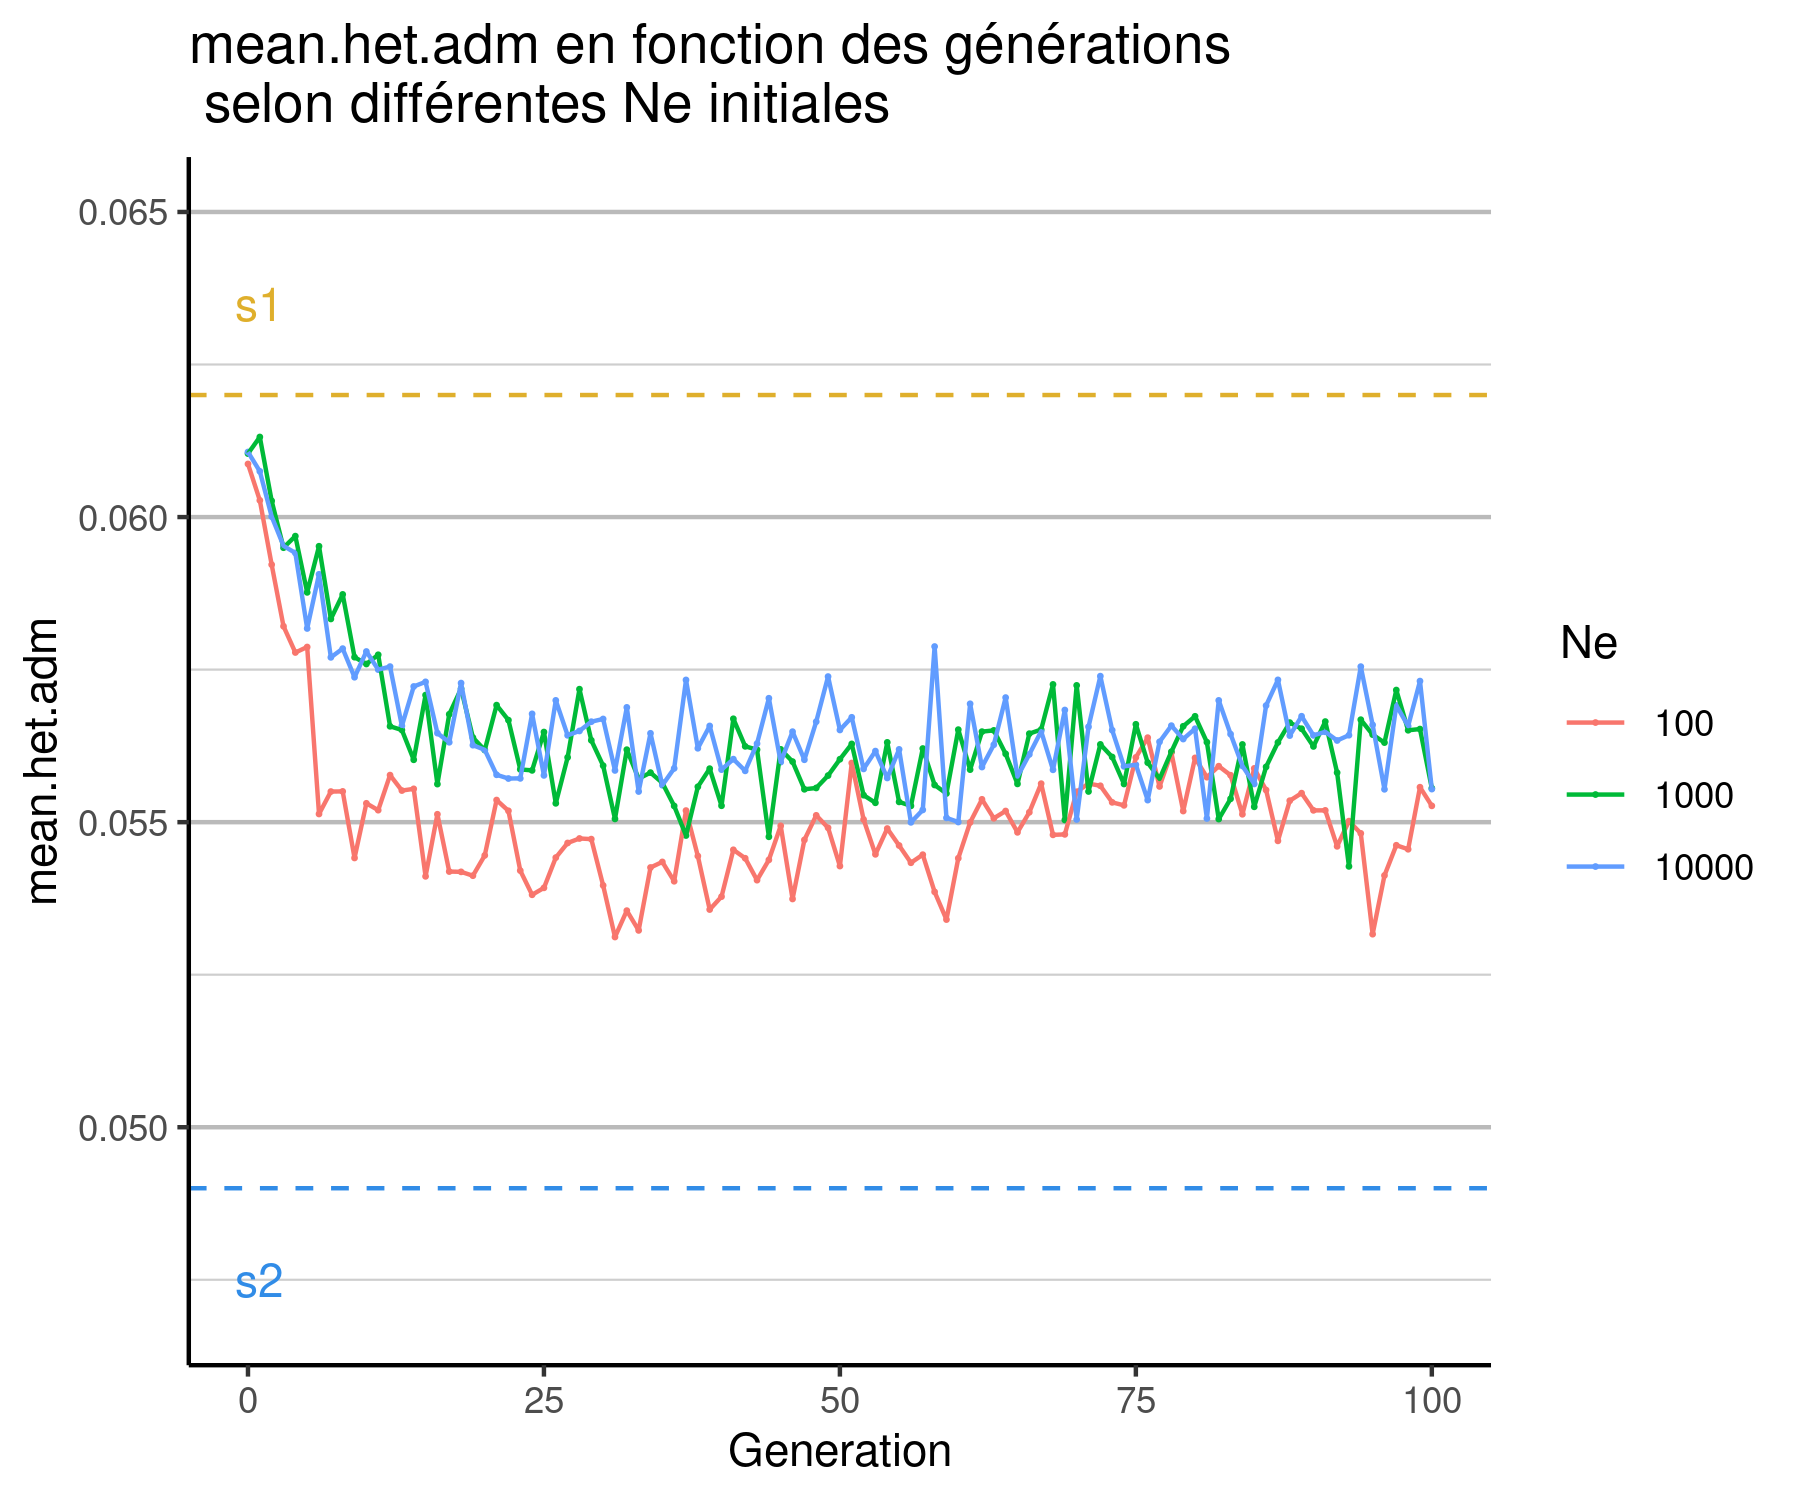 mean.het.adm en fonction des générations
selon différentes Ne initiales
mean.het.adm
0.065
0.060
0.055
0.050
s1
s2
0
25
50
75
100
Generation
Ne
100
1000
10000